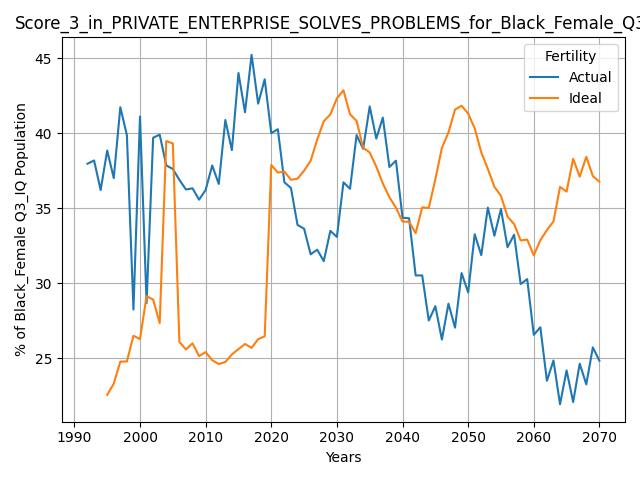 Score_3_in_PRIVATE_ENTERPRISE_SOLVES_PROBLEMS_for_Black_Female_Q3
Fertility
Actual
Ideal
45
40
35
30
25
% of Black_Female Q3_IQ Population
1990 2000 2010 2020 2030 2040 2050 2060 2070
Years